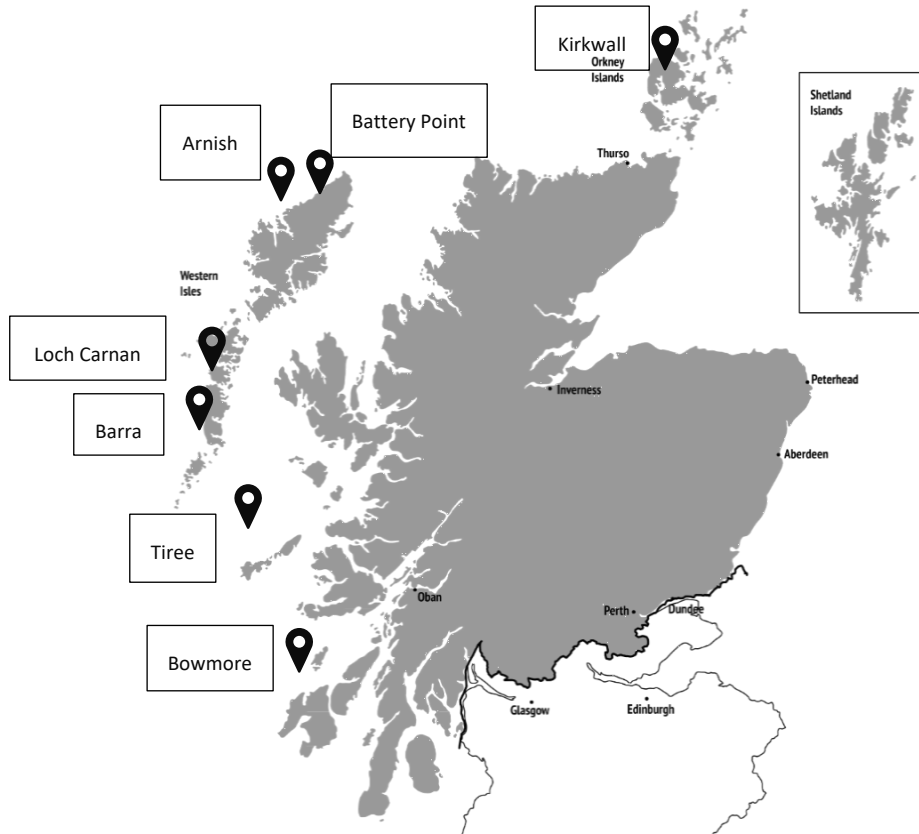 Kirkwall
Orkney
Islands
Shetland
Islands
Battery Point
Arnish
Thurso
Western
Isles
Loch Carnan
Inverness
Peterhead
Barra
Aberdeen
Tiree
Oban
Perth
Dundee
Bowmore
Glasgow
Edinburgh